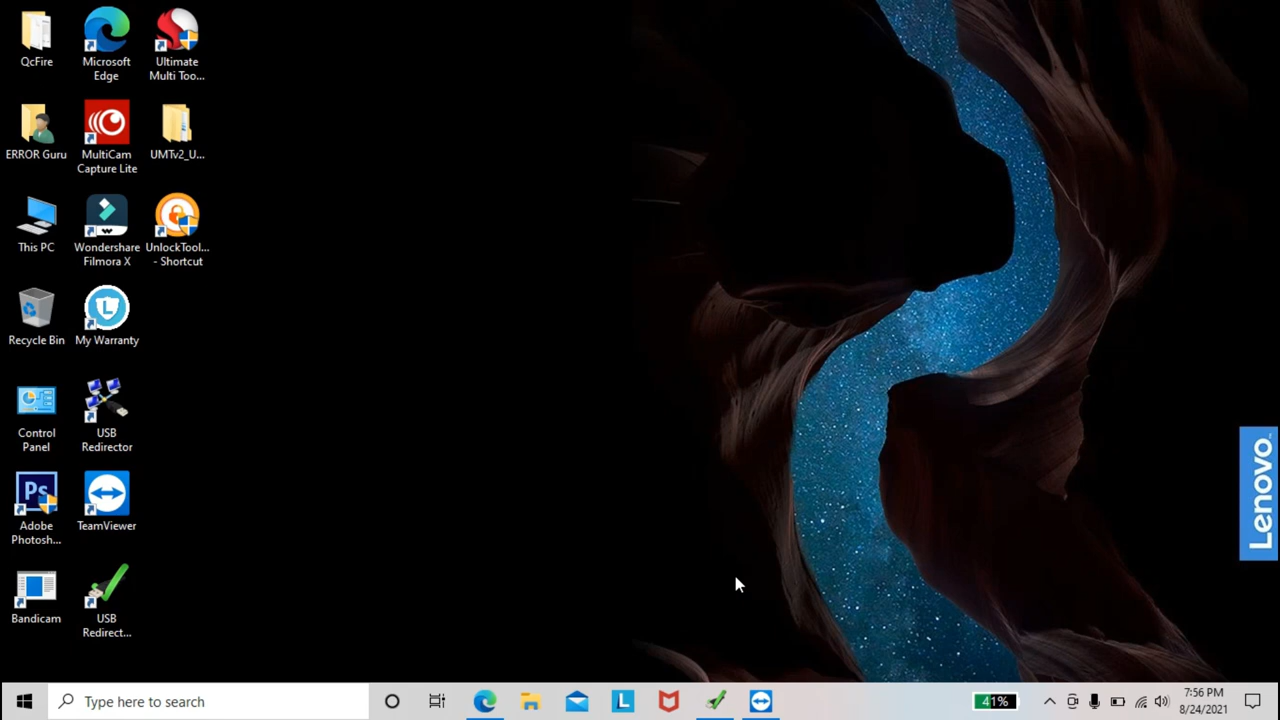 QcFire
Microsoft
Edge
Ultimate
Multi Too...
ERROR Guru
MultiCam
Capture Lite
UMTv2_U...
This PC
Wondershare
Filmora X
UnlockTool...
- Shortcut
Recycle Bin
L
My Warranty
Control
Panel
USB
Redirector
Ps
Adobe
Photosh...
TeamViewer
Bandicam
USB
Redirect...
Lenovo
Type here to search
L
41%
7:56 PM
8/24/2021